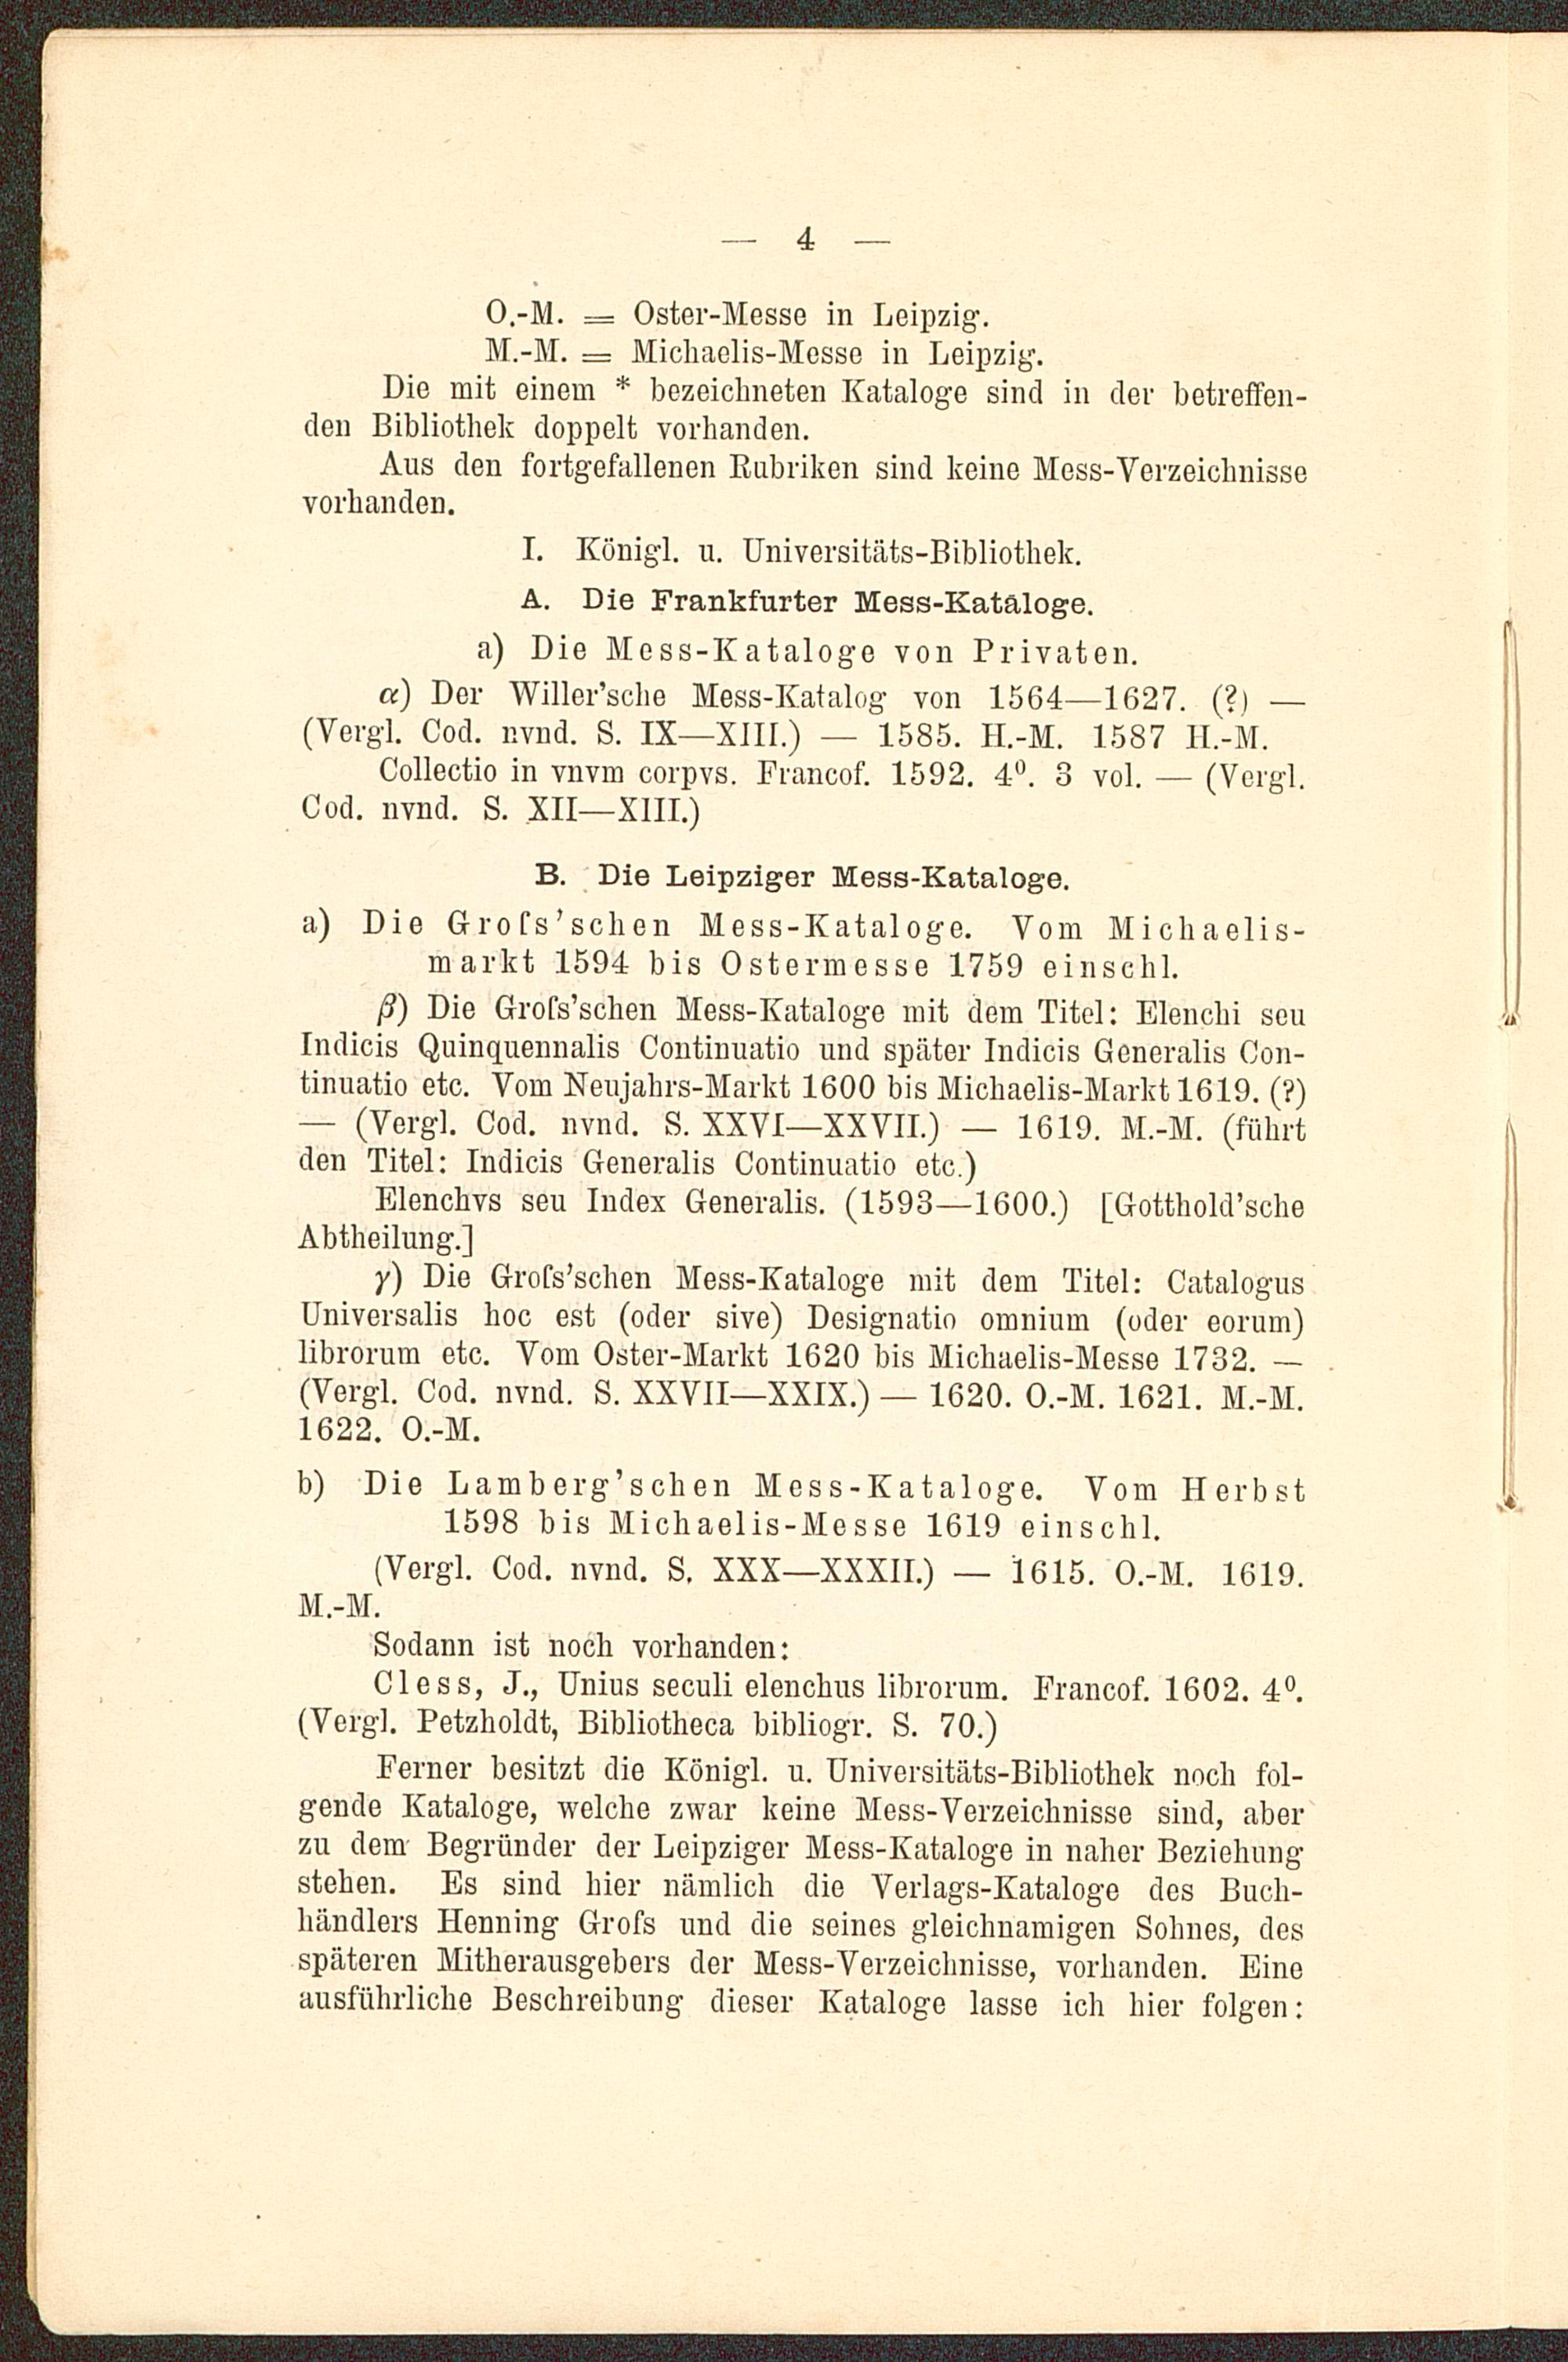 — 4 —
O.-M. = Oster-Messe in Leipzig.
M.-M. = Michaelis-Messe in Leipzig.
Die mit einem * bezeichneten Kataloge sind in der betreffen-
den Bibliothek doppelt vorhanden.
Aus den fortgefallenen Rubriken sind keine Mess-Verzeichnisse
vorhanden.
I. Königl. u. Universitäts-Bibliothek.
A. Die Frankfurter Mess-Kataloge.
a) Die Mess-Kataloge von Privaten.
α) Der Willer'sche Mess-Katalog von 1564—1627. (?) —
(Vergl. Cod. nvnd. S. IX—XIII.) — 1585. H.-M. 1587 H.-M.
Collectio in vnvm corpvs. Francof. 1592. 4⁰. 3 vol. — (Vergl.
Cod. nvnd. S. XII—XIII.)
B. Die Leipziger Mess-Kataloge.
a) Die Groſs'schen Mess-Kataloge. Vom Michaelis-
markt 1594 bis Ostermesse 1759 einschl.
β) Die Groſs'schen Mess-Kataloge mit dem Titel: Elenchi seu
Indicis Quinquennalis Continuatio und später Indicis Generalis Con-
tinuatio etc. Vom Neujahrs-Markt 1600 bis Michaelis-Markt 1619. (?)
— (Vergl. Cod. nvnd. S. XXVI—XXVII.) — 1619. M.-M. (führt
den Titel: Indicis Generalis Continuatio etc.)
Elenchvs seu Index Generalis. (1593—1600.) [Gotthold'sche
Abtheilung.]
γ) Die Groſs'schen Mess-Kataloge mit dem Titel: Catalogus
Universalis hoc est (oder sive) Designatio omnium (oder eorum)
librorum etc. Vom Oster-Markt 1620 bis Michaelis-Messe 1732. —
(Vergl. Cod. nvnd. S. XXVII—XXIX.) — 1620. O.-M. 1621. M.-M.
1622. O.-M.
b) Die Lamberg'schen Mess-Kataloge. Vom Herbst
1598 bis Michaelis-Messe 1619 einschl.
(Vergl. Cod. nvnd. S. XXX—XXXII.) — 1615. O.-M. 1619.
M.-M.
Sodann ist noch vorhanden:
Cless, J., Unius seculi elenchus librorum. Francof. 1602. 4⁰.
(Vergl. Petzholdt, Bibliotheca bibliogr. S. 70.)
Ferner besitzt die Königl. u. Universitäts-Bibliothek noch fol-
gende Kataloge, welche zwar keine Mess-Verzeichnisse sind, aber
zu dem Begründer der Leipziger Mess-Kataloge in naher Beziehung
stehen. Es sind hier nämlich die Verlags-Kataloge des Buch-
händlers Henning Groſs und die seines gleichnamigen Sohnes, des
späteren Mitherausgebers der Mess-Verzeichnisse, vorhanden. Eine
ausführliche Beschreibung dieser Kataloge lasse ich hier folgen: